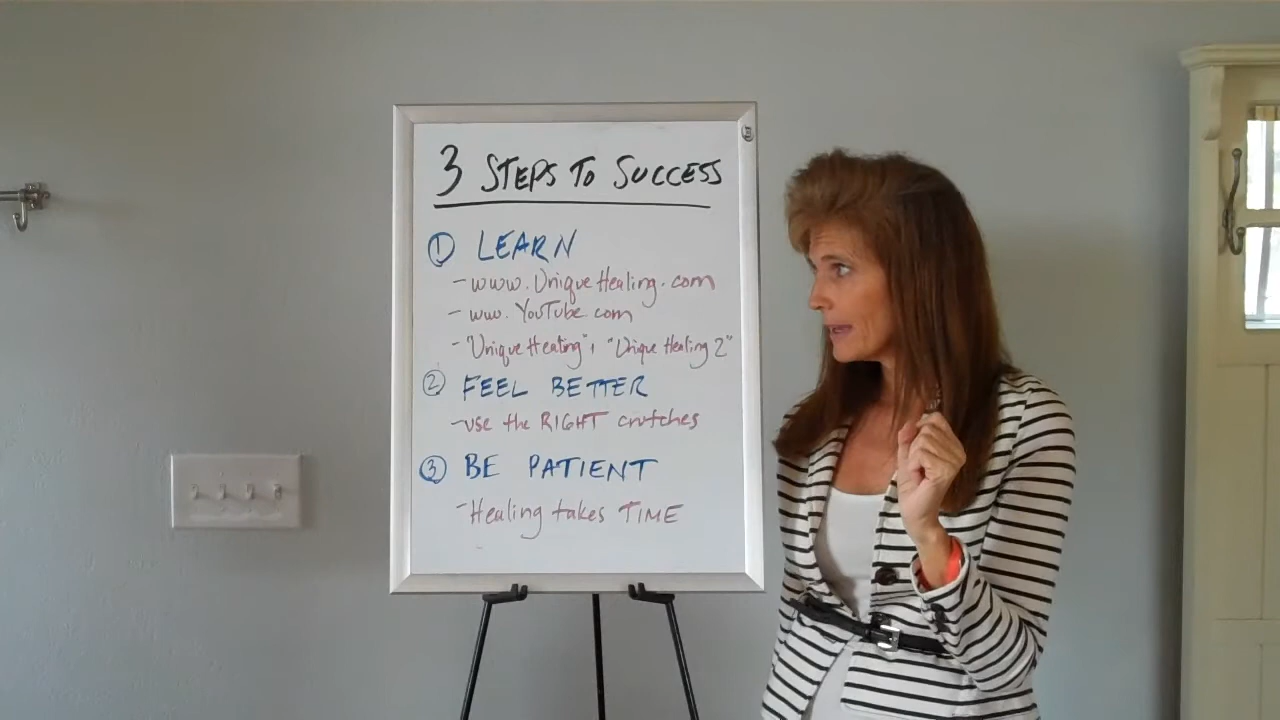 3 STEPS TO SUCCESS
① LEARN
- www.UniqueHealing.com
- www.YouTube.com
- "Unique Healing" + "Unique Healing 2"
② FEEL BETTER
- use the RIGHT crutches
③ BE PATIENT
- Healing takes TIME